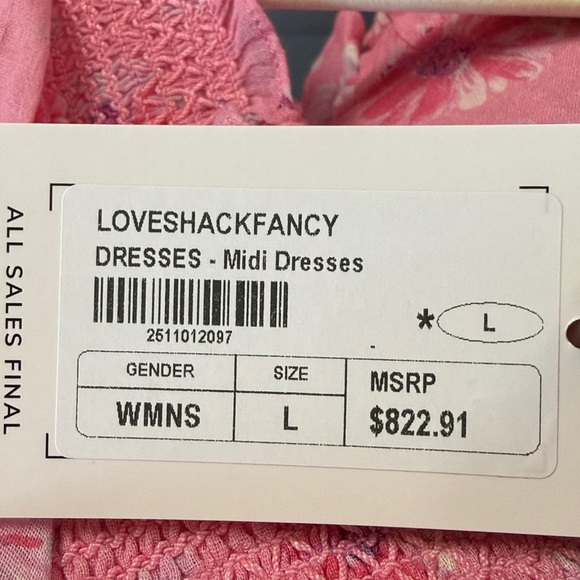 ALL SALES FINAL
LOVESHACKFANCY
DRESSES - Midi Dresses
2511012097
* L
GENDER SIZE MSRP
WMNS L $822.91